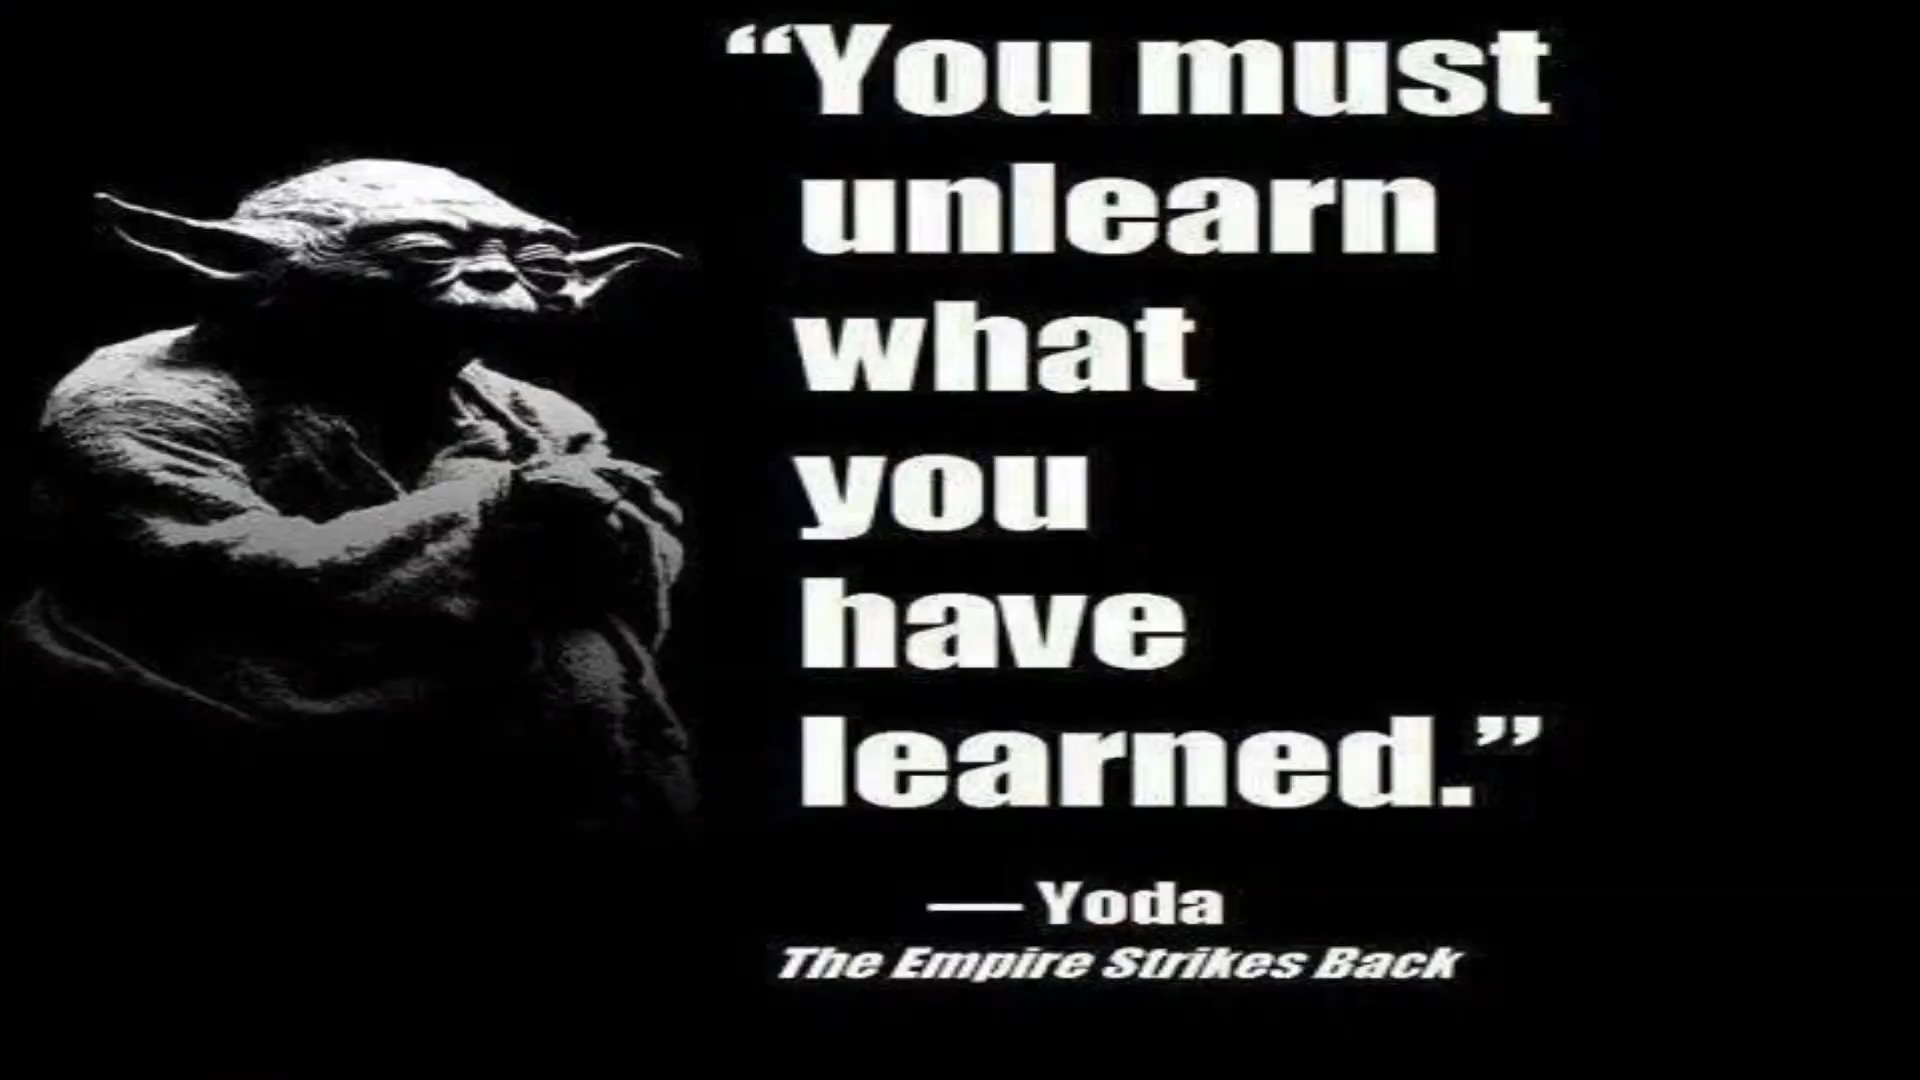 “You must
unlearn
what
you
have
learned.”
— Yoda
The Empire Strikes Back